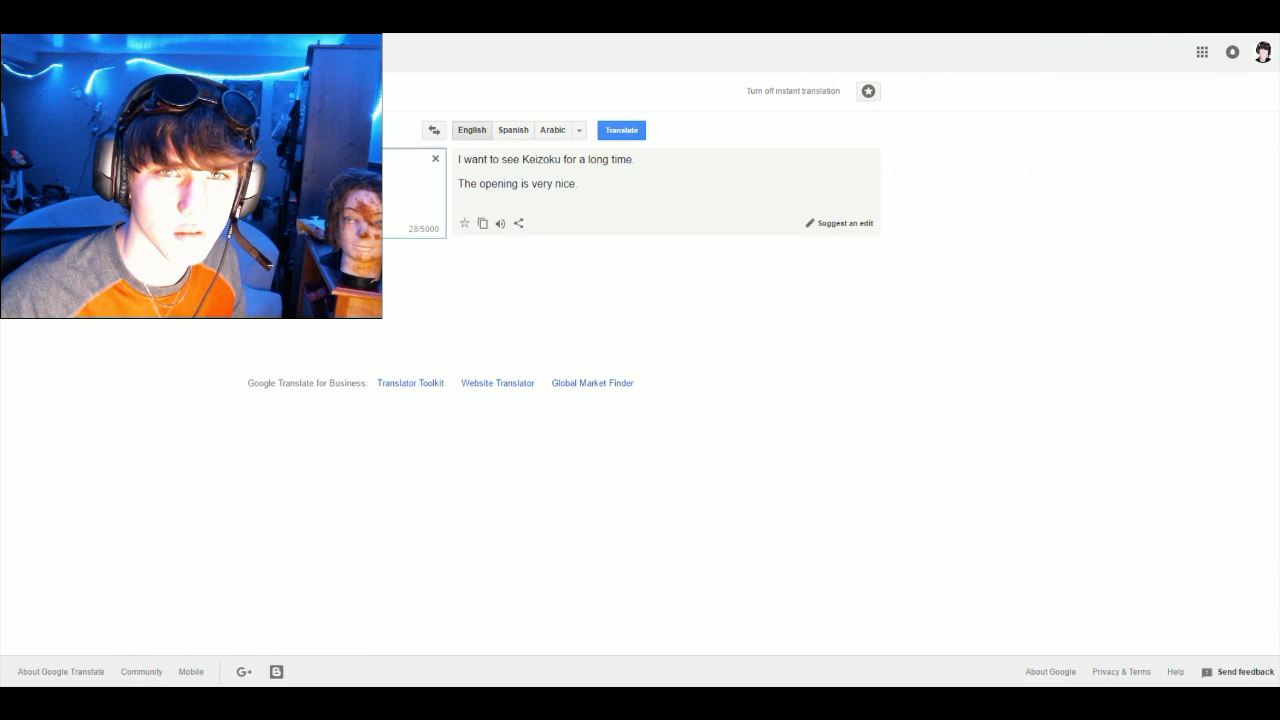 Turn off instant translation
English Spanish Arabic Translate
I want to see Keizoku for a long time.
The opening is very nice.
28/5000
Suggest an edit
Google Translate for Business: Translator Toolkit Website Translator Global Market Finder
About Google Translate Community Mobile G+ B About Google Privacy & Terms Help Send feedback